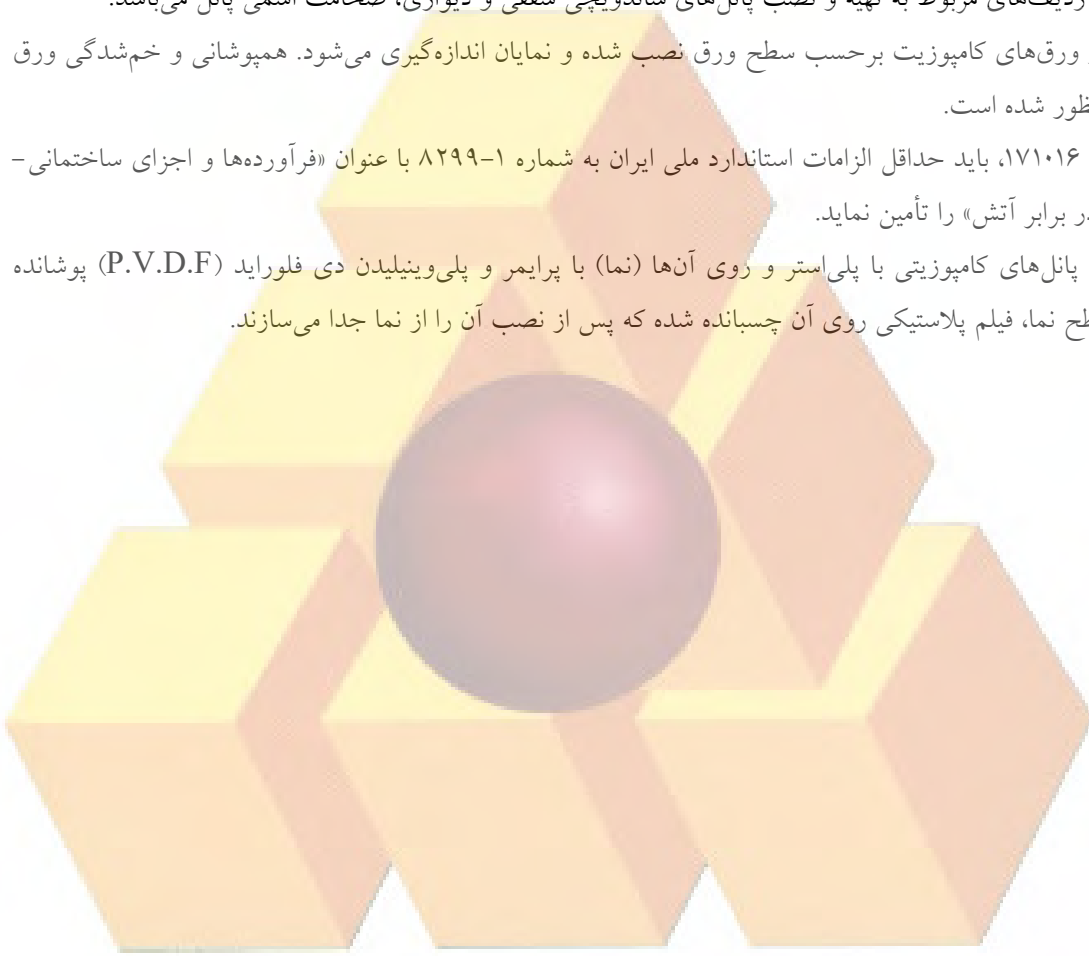 ردیف‌های مربوط به تهیه و نصب پانل‌های ساندویچی سقفی و دیواری، ضخامت اسمی پانل می‌باشد.
ورق‌های کامپوزیت برحسب سطح ورق نصب شده و نمایان اندازه‌گیری می‌شود. همپوشانی و خم‌شدگی ورق
ظور شده است.
۱۷۱۰۱۶، باید حداقل الزامات استاندارد ملی ایران به شماره ۱-۸۲۹۹ با عنوان «فرآورده‌ها و اجزای ساختمانی-
در برابر آتش» را تأمین نماید.
پانل‌های کامپوزیتی با پلی‌استر و روی آن‌ها (نما) با پرایمر و پلی‌وینیلیدن دی فلوراید (P.V.D.F) پوشانده
طح نما، فیلم پلاستیکی روی آن چسبانده شده که پس از نصب آن را از نما جدا می‌سازند.